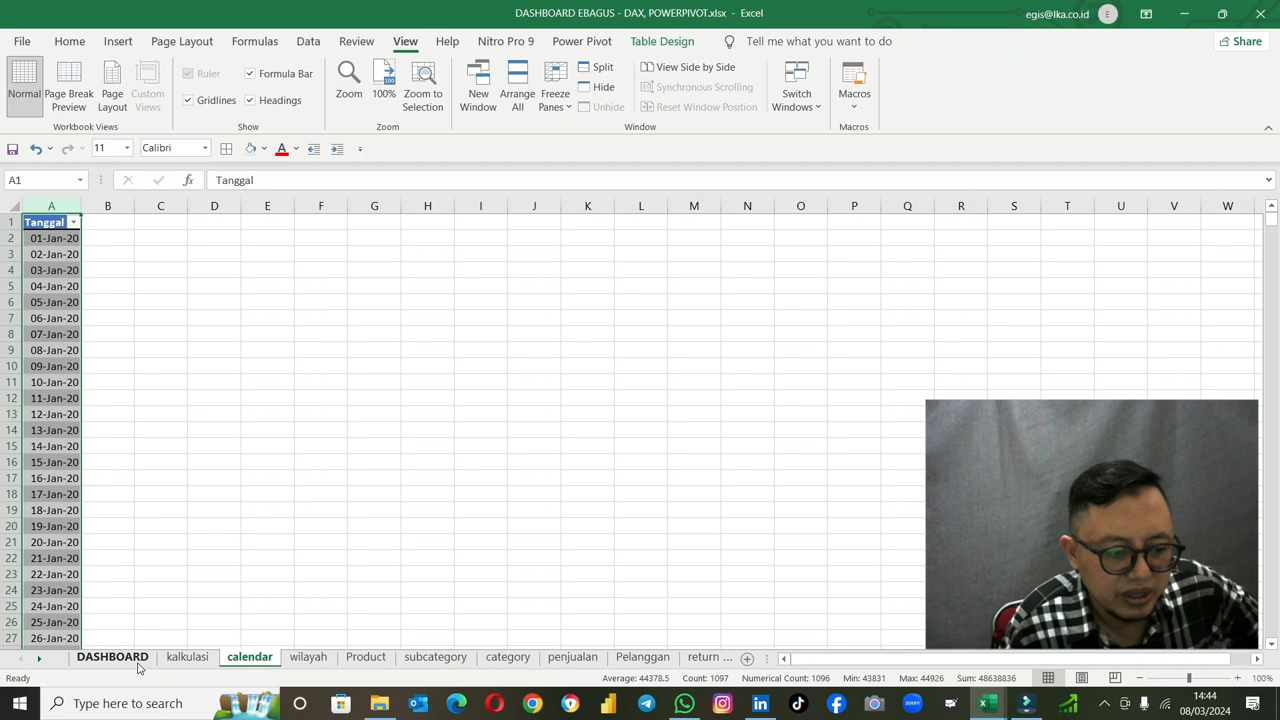 DASHBOARD EBAGUS - DAX, POWERPIVOT.xlsx - Excel
egis@lka.co.id E
File Home Insert Page Layout Formulas Data Review View Help Nitro Pro 9 Power Pivot Table Design Tell me what you want to do Share
Normal
Page Break Preview
Page Layout
Custom Views
Workbook Views
Ruler
Formula Bar
Gridlines
Headings
Show
Zoom
100%
Zoom to Selection
Zoom
New Window
Arrange All
Freeze Panes
Split
Hide
Unhide
View Side by Side
Synchronous Scrolling
Reset Window Position
Window
Switch Windows
Macros
Macros
11 Calibri A
A1 fx Tanggal
A B C D E F G H I J K L M N O P Q R S T U V W
1 Tanggal
2 01-Jan-20
3 02-Jan-20
4 03-Jan-20
5 04-Jan-20
6 05-Jan-20
7 06-Jan-20
8 07-Jan-20
9 08-Jan-20
10 09-Jan-20
11 10-Jan-20
12 11-Jan-20
13 12-Jan-20
14 13-Jan-20
15 14-Jan-20
16 15-Jan-20
17 16-Jan-20
18 17-Jan-20
19 18-Jan-20
20 19-Jan-20
21 20-Jan-20
22 21-Jan-20
23 22-Jan-20
24 23-Jan-20
25 24-Jan-20
26 25-Jan-20
27 26-Jan-20
DASHBOARD kalkulasi calendar wilayah Product subcategory category penjualan Pelanggan return ...
Ready Average: 44378.5 Count: 1097 Numerical Count: 1096 Min: 43831 Max: 44926 Sum: 48638836 100%
Type here to search
14:44
08/03/2024